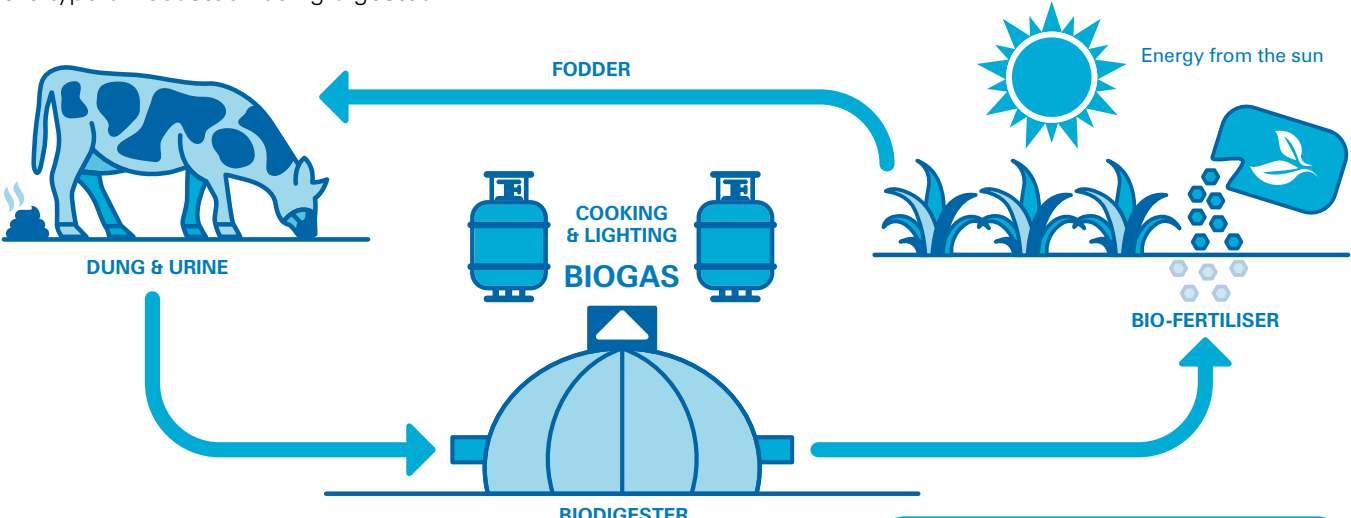 FODDER
Energy from the sun
COOKING
& LIGHTING
BIOGAS
DUNG & URINE
BIO-FERTILISER
BIODIGESTER